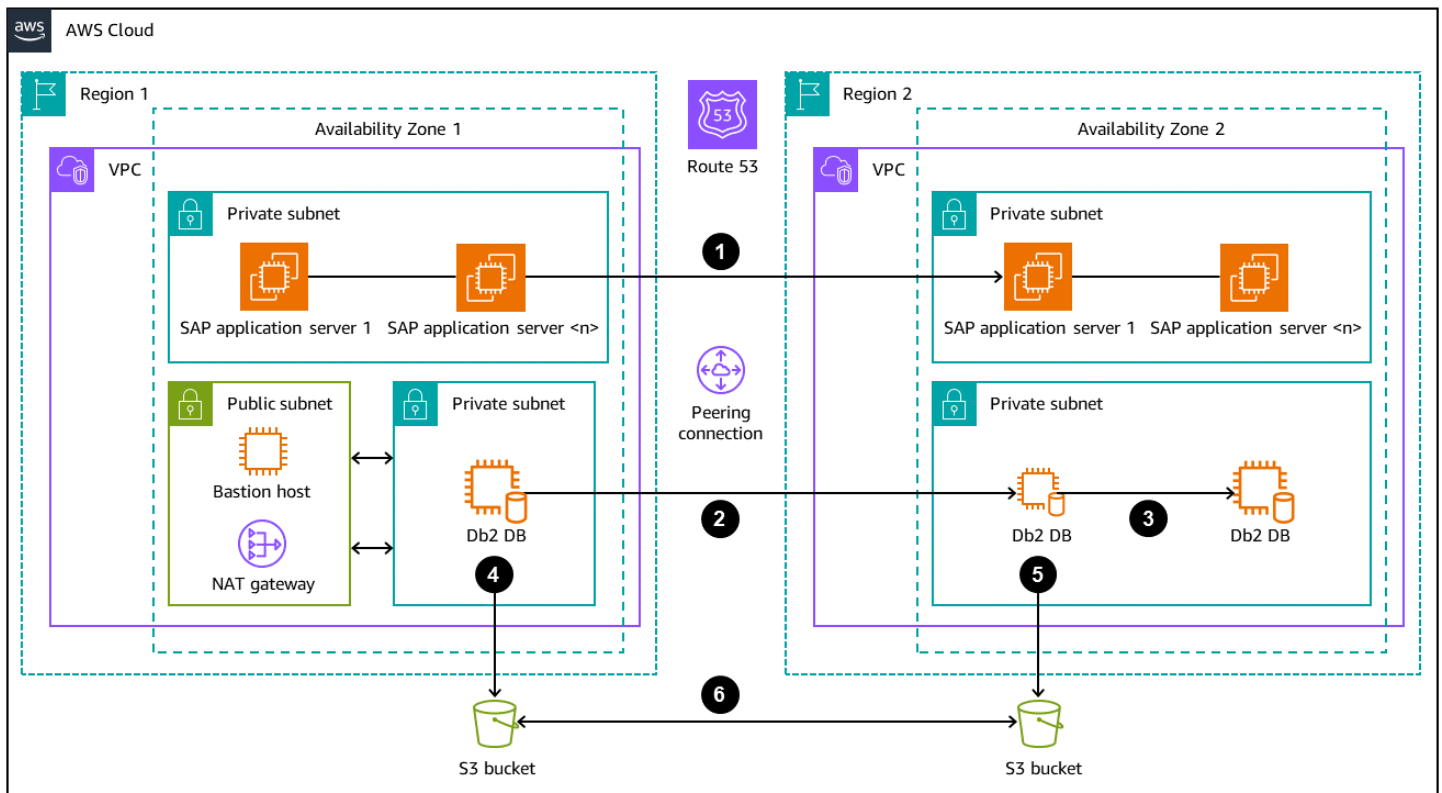 aws
AWS Cloud
Region 1
Availability Zone 1
VPC
Private subnet
SAP application server 1
SAP application server <n>
Public subnet
Bastion host
NAT gateway
Private subnet
Db2 DB
4
S3 bucket
53
Route 53
1
Peering
connection
2
6
Region 2
Availability Zone 2
VPC
Private subnet
SAP application server 1
SAP application server <n>
Private subnet
Db2 DB
3
Db2 DB
5
S3 bucket